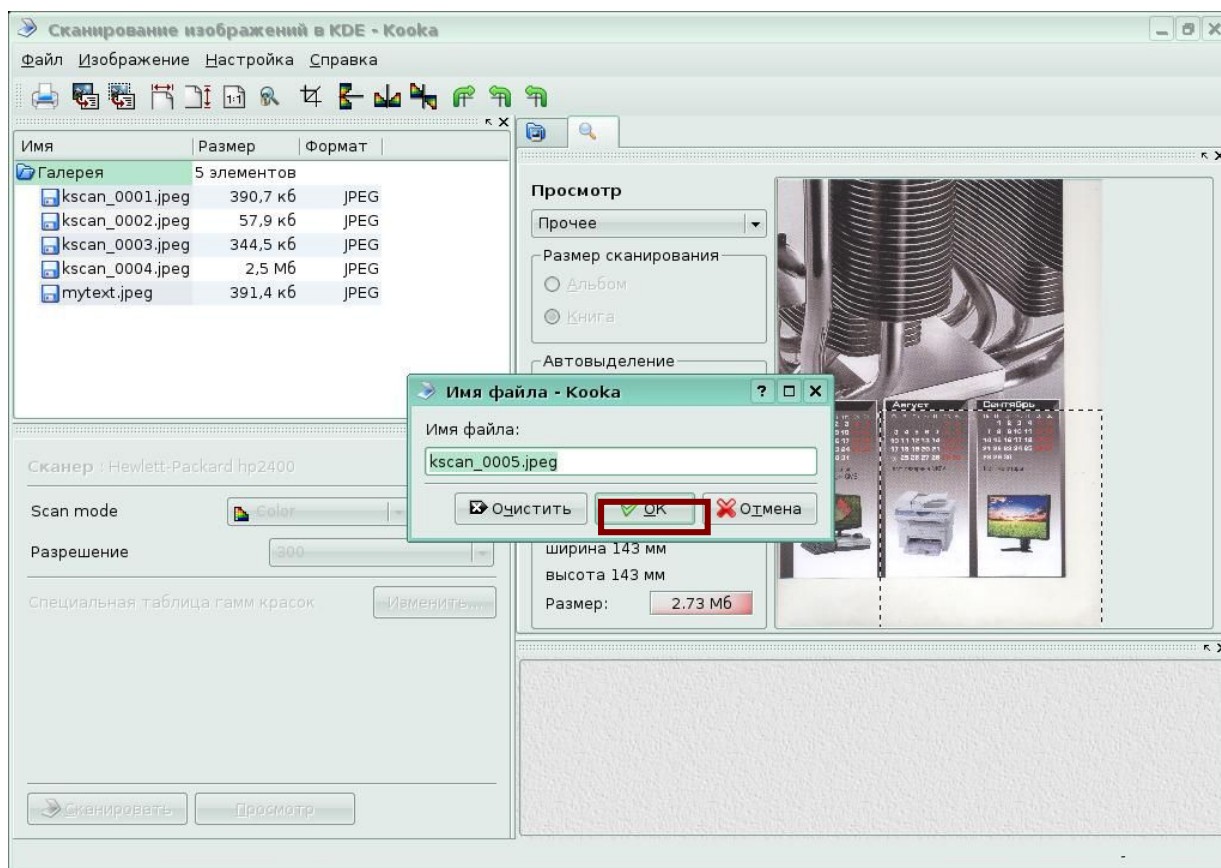 Сканирование изображений в KDE - Kooka
Файл Изображение Настройка Справка
Имя Размер Формат
Галерея 5 элементов
kscan_0001.jpeg 390,7 кб JPEG
kscan_0002.jpeg 57,9 кб JPEG
kscan_0003.jpeg 344,5 кб JPEG
kscan_0004.jpeg 2,5 Мб JPEG
mytext.jpeg 391,4 кб JPEG
Сканер : Hewlett-Packard hp2400
Scan mode Color
Разрешение 300
Специальная таблица гамм красок Изменить...
Сканировать Просмотр
Просмотр
Прочее
Размер сканирования
Альбом
Книга
Автовыделение
ширина 143 мм
высота 143 мм
Размер: 2.73 Мб
Август Сентябрь
Имя файла - Kooka
Имя файла:
kscan_0005.jpeg
Очистить OK Отмена